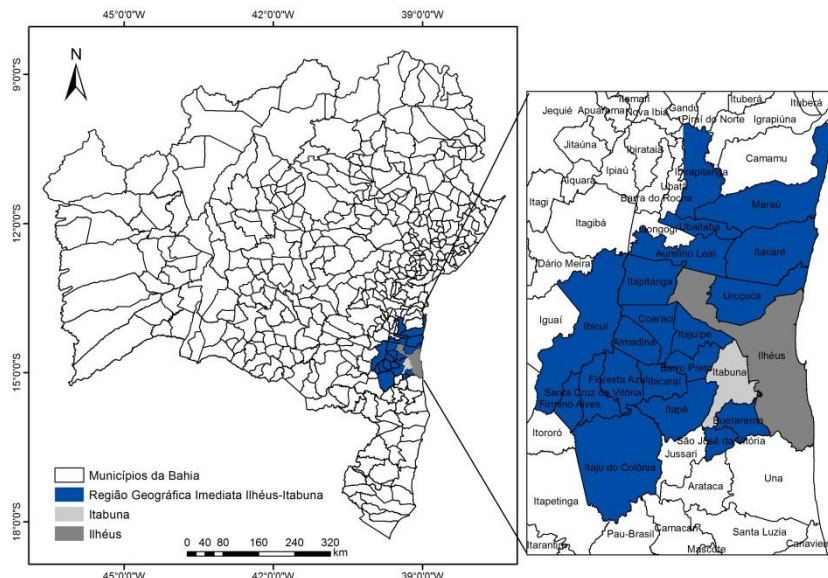 45°0'0"W
42°0'0"W
39°0'0"W
N
9°0'0"S
12°0'0"S
15°0'0"S
18°0'0"S
Municípios da Bahia
Região Geográfica Imediata Ilhéus-Itabuna
Itabuna
Ilhéus
0 40 80 160 240 320
km
45°0'0"W
42°0'0"W
39°0'0"W
Itamari
Gandu
Ituberá
Ituberá
Jequié
Apuarema
Nova Ibiá
Piraí do Norte
Igrapiúna
Jitaúna
Ibirataia
Camamu
Ibirapitanga
Aiquara
Ipiaú
Ubatã
Itagi
Barra do Rocha
Maraú
Itagibá
Ubaitaba
Gongogi
Aurelino Leal
Itacaré
Dário Meira
Itapitanga
Uruçuca
Iguaí
Ibicuí
Coaraci
Itajuípe
Almadina
Ilhéus
Barro Preto
Itabuna
Floresta Azul
Ibicaraí
Santa Cruz da Vitória
Firmino Alves
Itapé
Buerarema
Itororó
São José da Vitória
Jussari
Itaju do Colônia
Una
Arataca
Itapetinga
Camacan
Pau-Brasil
Santa Luzia
Itarantim
Mascote
Canaviei